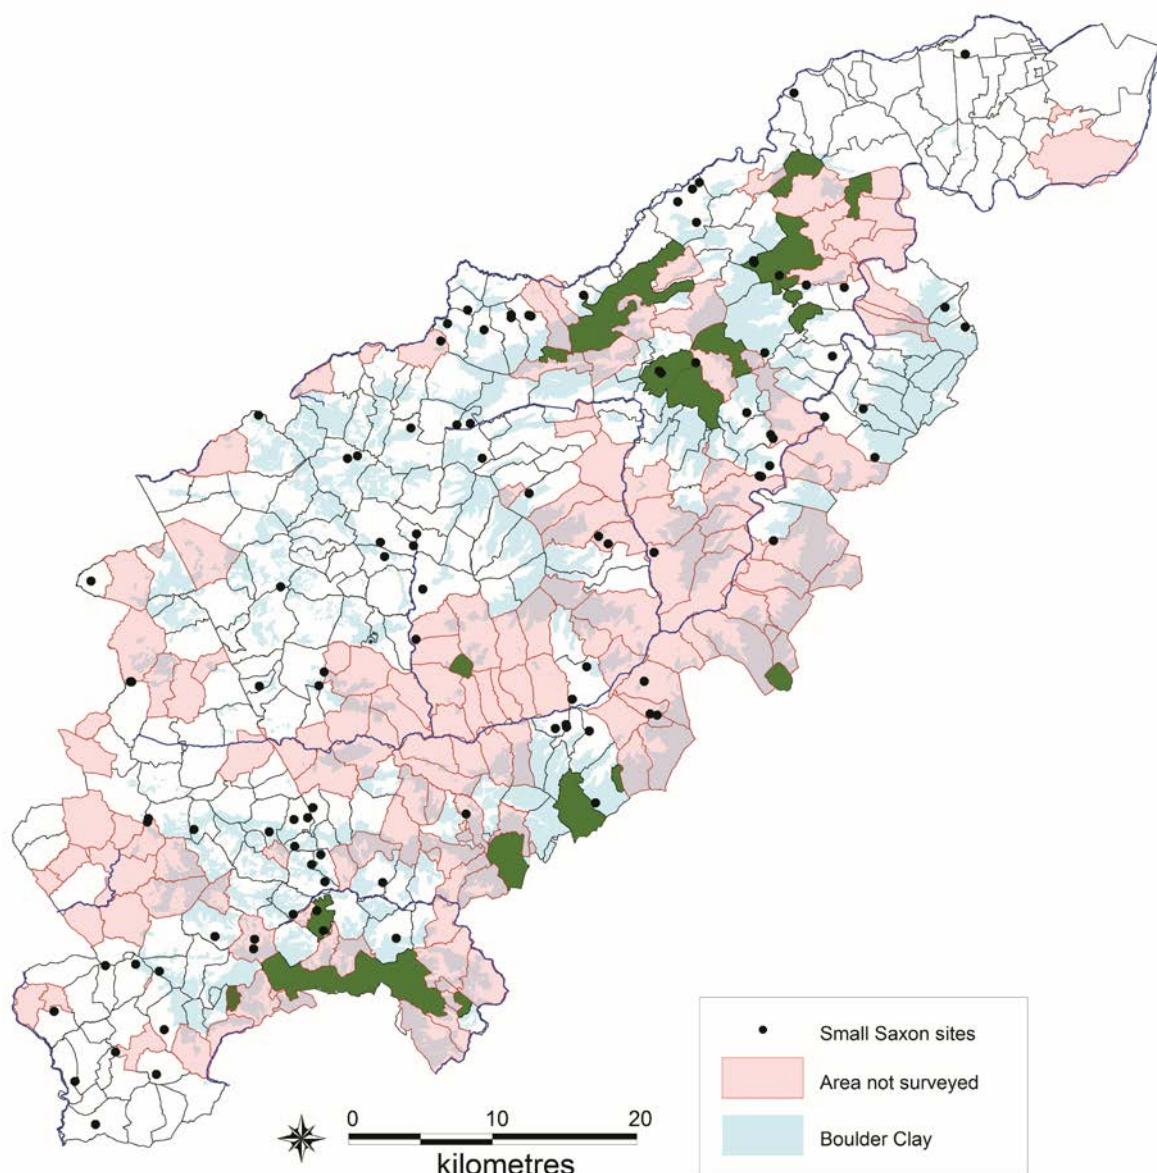 Small Saxon sites
Area not surveyed
Boulder Clay
0 10 20
kilometres